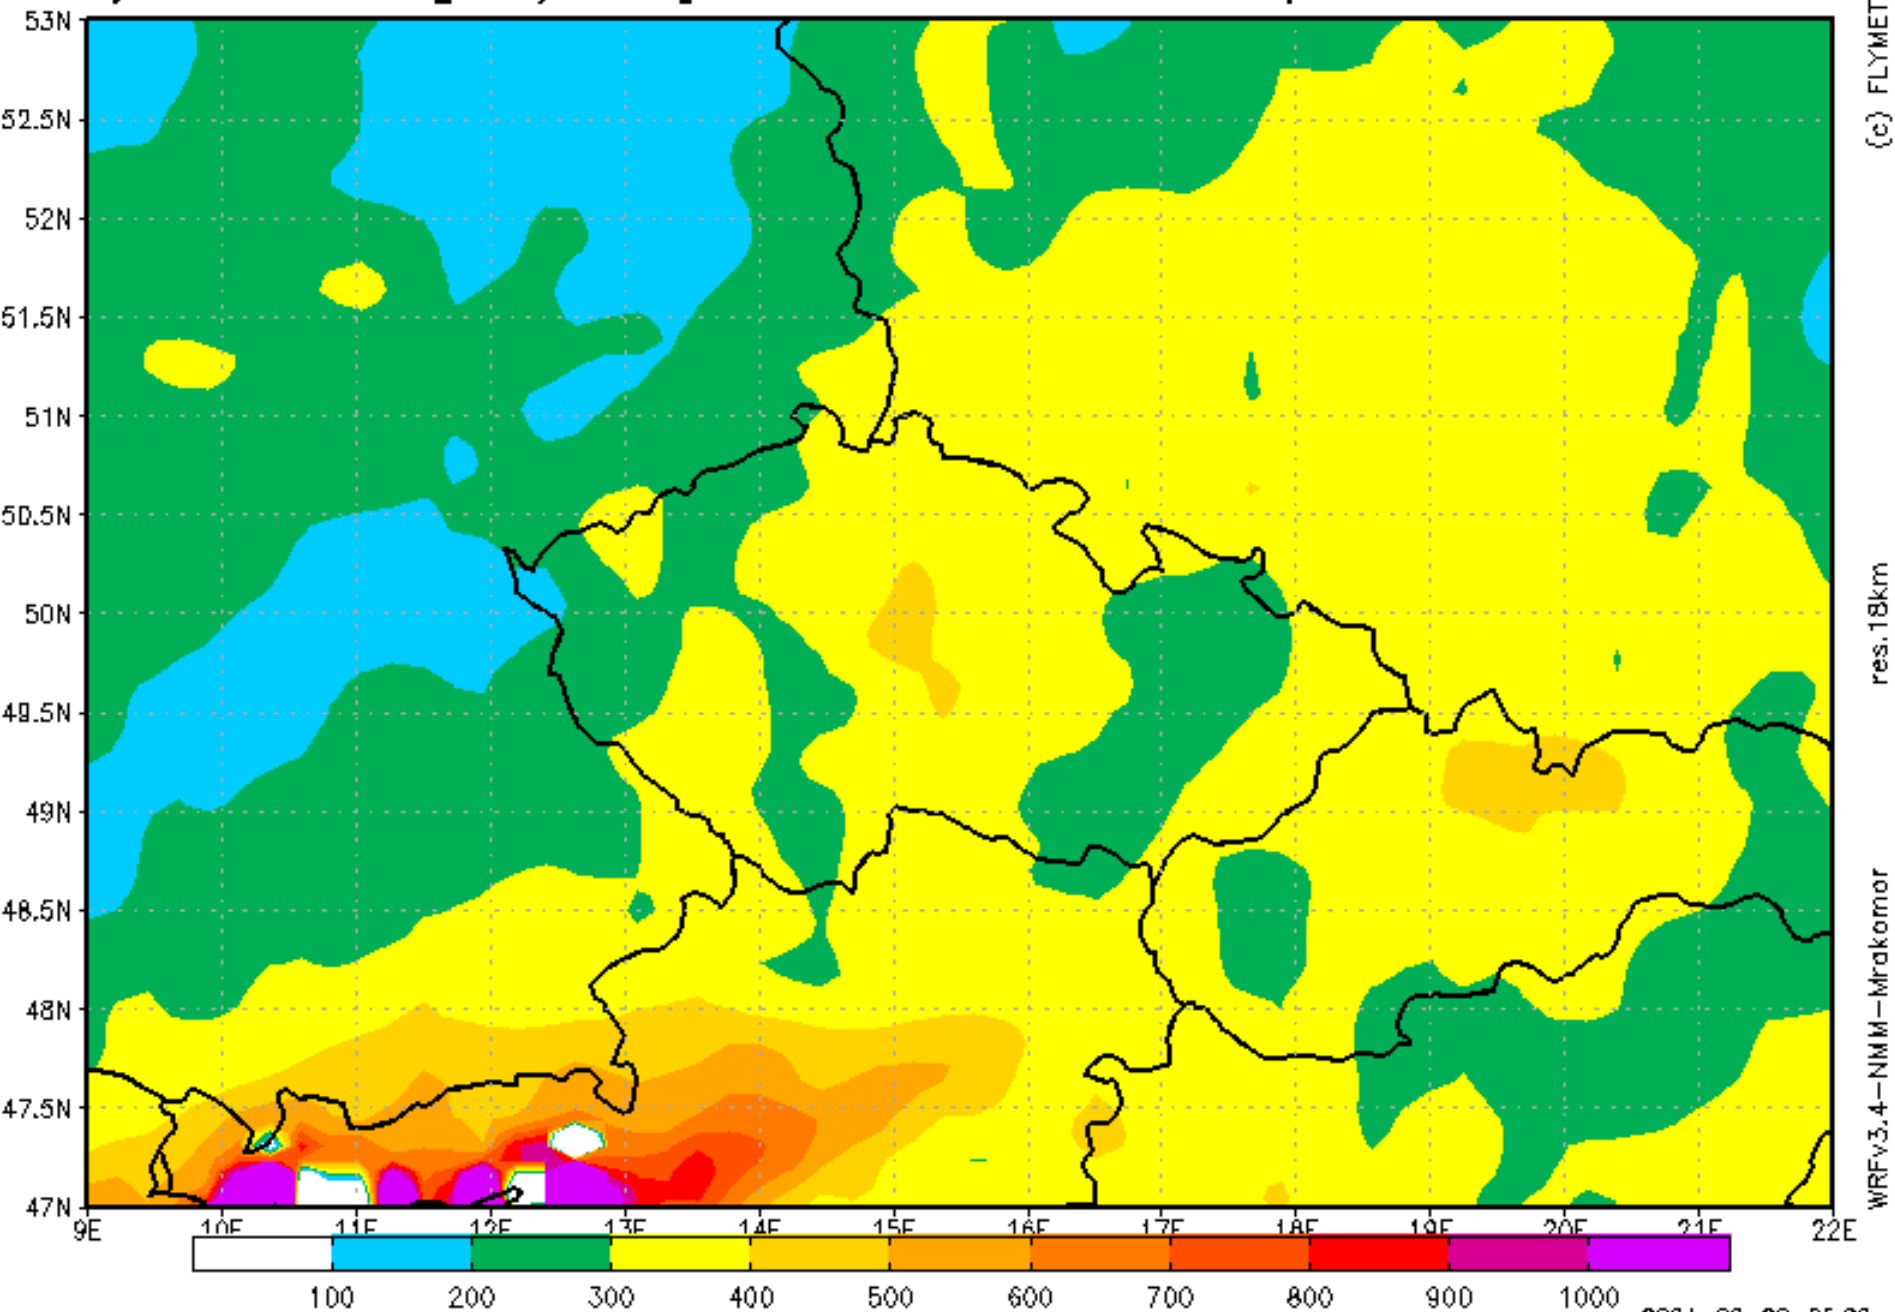 53N
52.5N
52N
51.5N
51N
50.5N
50N
49.5N
49N
48.5N
48N
47.5N
47N
9E 10E 11E 12E 13E 14E 15E 16E 17E 18E 19E 20E 21E 22E
100 200 300 400 500 600 700 800 900 1000
(c) FLYMET
res.18km
WRFv3.4-NMM-Mrakomor